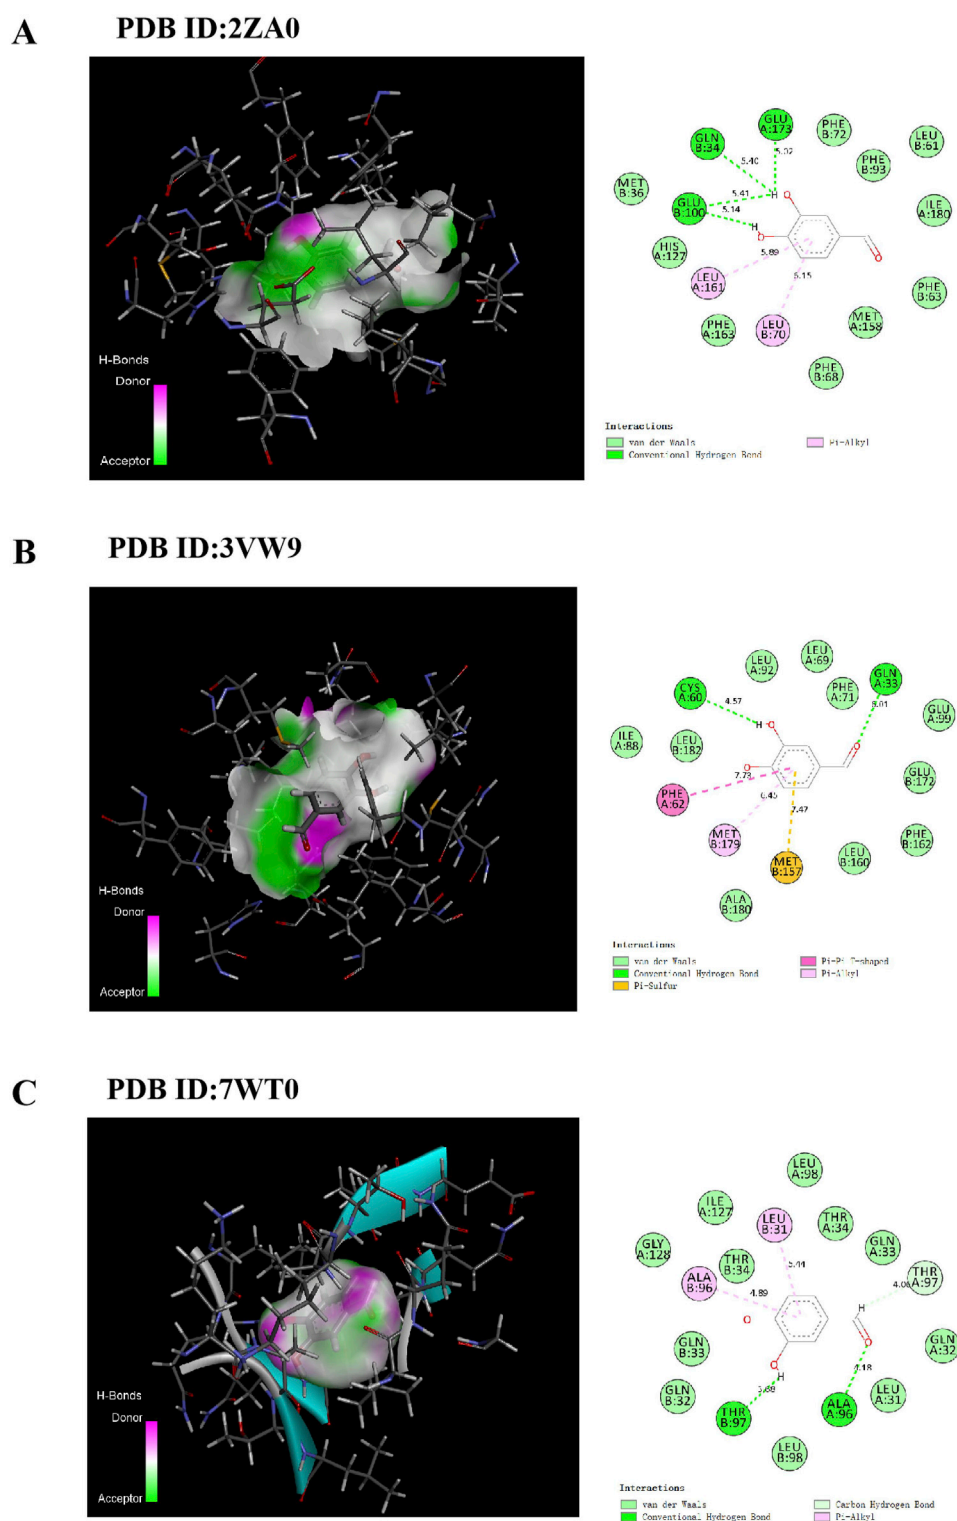 A
PDB ID:2ZA0
H-Bonds
Donor
Acceptor
GLU
A:173
GLN
B:34
PHE
B:72
LEU
B:61
PHE
B:93
MET
B:36
5.40
5.02
5.41
5.14
GLU
B:100
H
O
H
O
O
ILE
A:180
HIS
A:127
5.89
5.15
LEU
A:161
PHE
B:63
PHE
A:163
LEU
B:70
MET
A:158
PHE
B:68
Interactions
van der Waals
Pi-Alkyl
Conventional Hydrogen Bond
B
PDB ID:3VW9
H-Bonds
Donor
Acceptor
LEU
A:92
LEU
A:69
GLN
A:33
CYS
A:60
PHE
A:71
GLU
A:99
4.57
5.01
H
O
O
O
ILE
A:88
LEU
B:182
GLU
B:172
7.73
6.45
7.47
PHE
A:62
MET
B:179
MET
B:157
LEU
B:160
PHE
B:162
ALA
B:180
Interactions
van der Waals
Pi-Pi T-shaped
Conventional Hydrogen Bond
Pi-Alkyl
Pi-Sulfur
C
PDB ID:7WT0
H-Bonds
Donor
Acceptor
LEU
A:98
ILE
A:127
LEU
B:31
THR
A:34
GLY
A:128
GLN
A:33
THR
B:34
5.44
THR
A:97
ALA
B:96
4.89
4.06
H
O
O
O
H
GLN
B:33
GLN
A:32
4.18
GLN
B:32
LEU
A:31
THR
B:97
ALA
A:96
LEU
B:98
Interactions
van der Waals
Carbon Hydrogen Bond
Conventional Hydrogen Bond
Pi-Alkyl